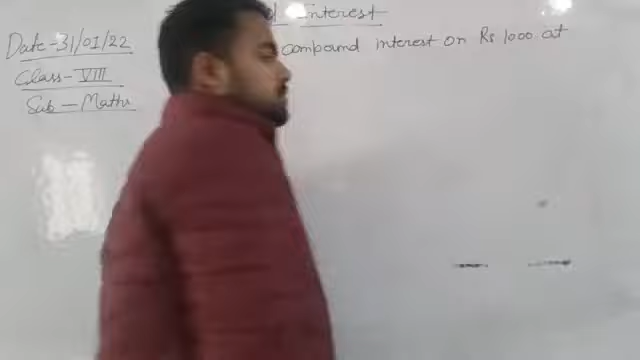 d Interest
Date-31/01/22
compound interest on Rs 1000 at
Class-VIII
Sub-Maths